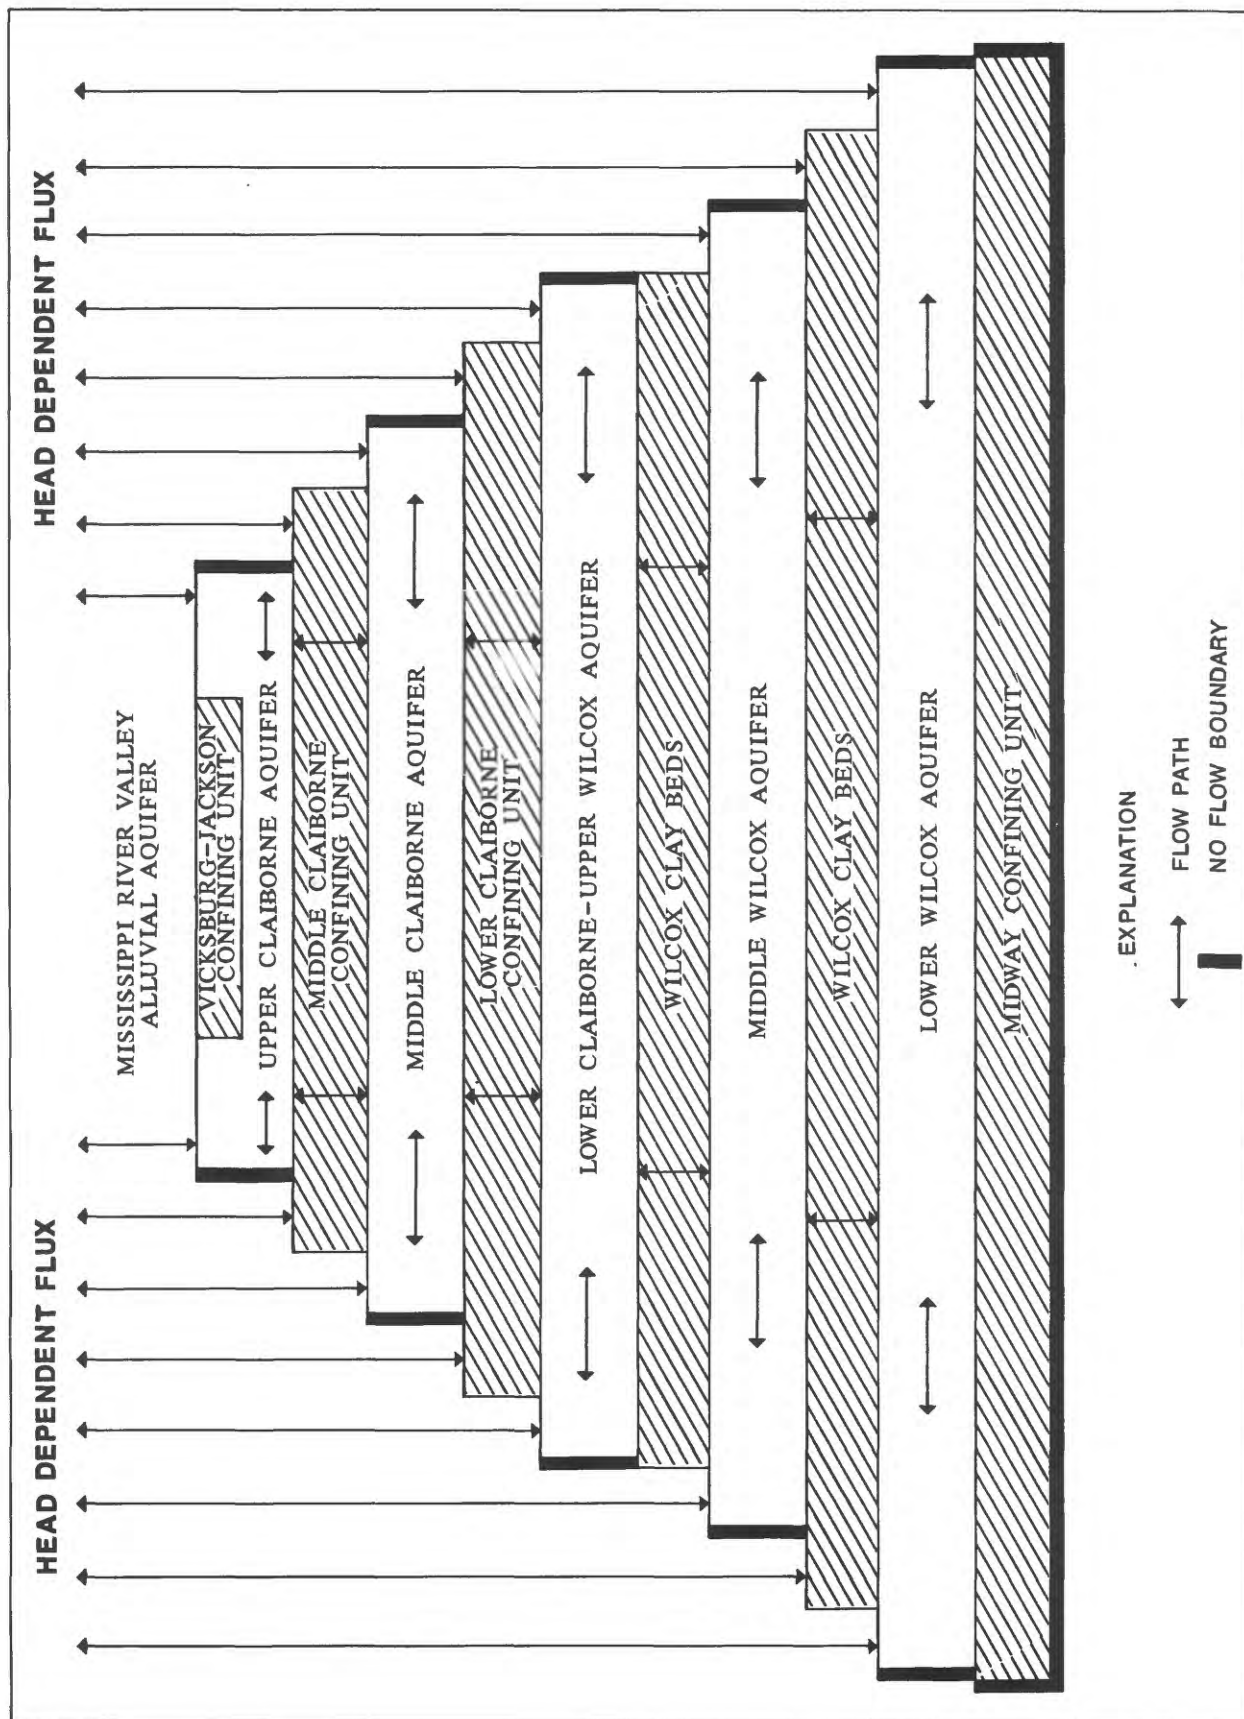 HEAD DEPENDENT FLUX
HEAD DEPENDENT FLUX
MISSISSIPPI RIVER VALLEY
ALLUVIAL AQUIFER
VICKSBURG-JACKSON
CONFINING UNIT
UPPER CLAIBORNE AQUIFER
MIDDLE CLAIBORNE
CONFINING UNIT
MIDDLE CLAIBORNE AQUIFER
LOWER CLAIBORNE
CONFINING UNIT
LOWER CLAIBORNE-UPPER WILCOX AQUIFER
WILCOX CLAY BEDS
MIDDLE WILCOX AQUIFER
WILCOX CLAY BEDS
LOWER WILCOX AQUIFER
MIDWAY CONFINING UNIT
EXPLANATION
FLOW PATH
NO FLOW BOUNDARY